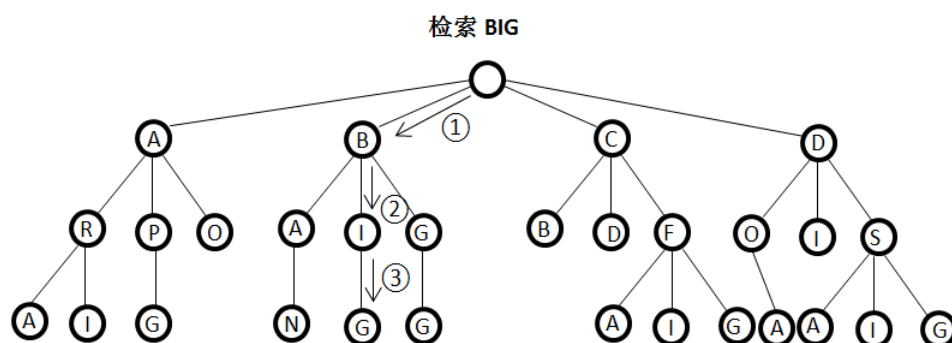 检索 BIG
①
A B C D
②
R P O A I G B D F O I S
③
A I G N G G A I G A A I G